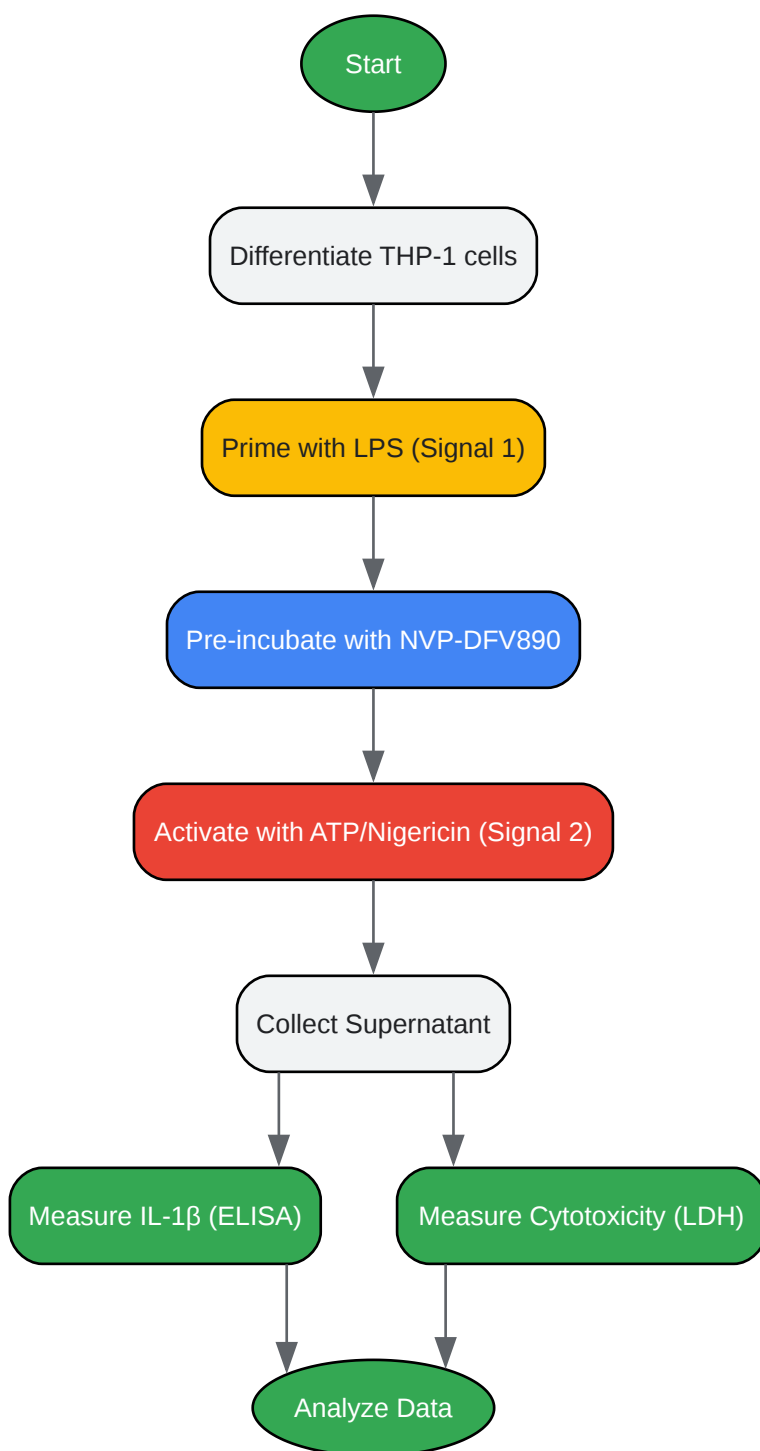 Start
Differentiate THP-1 cells
Prime with LPS (Signal 1)
Pre-incubate with NVP-DFV890
Activate with ATP/Nigericin (Signal 2)
Collect Supernatant
Measure IL-1β (ELISA)
Measure Cytotoxicity (LDH)
Analyze Data